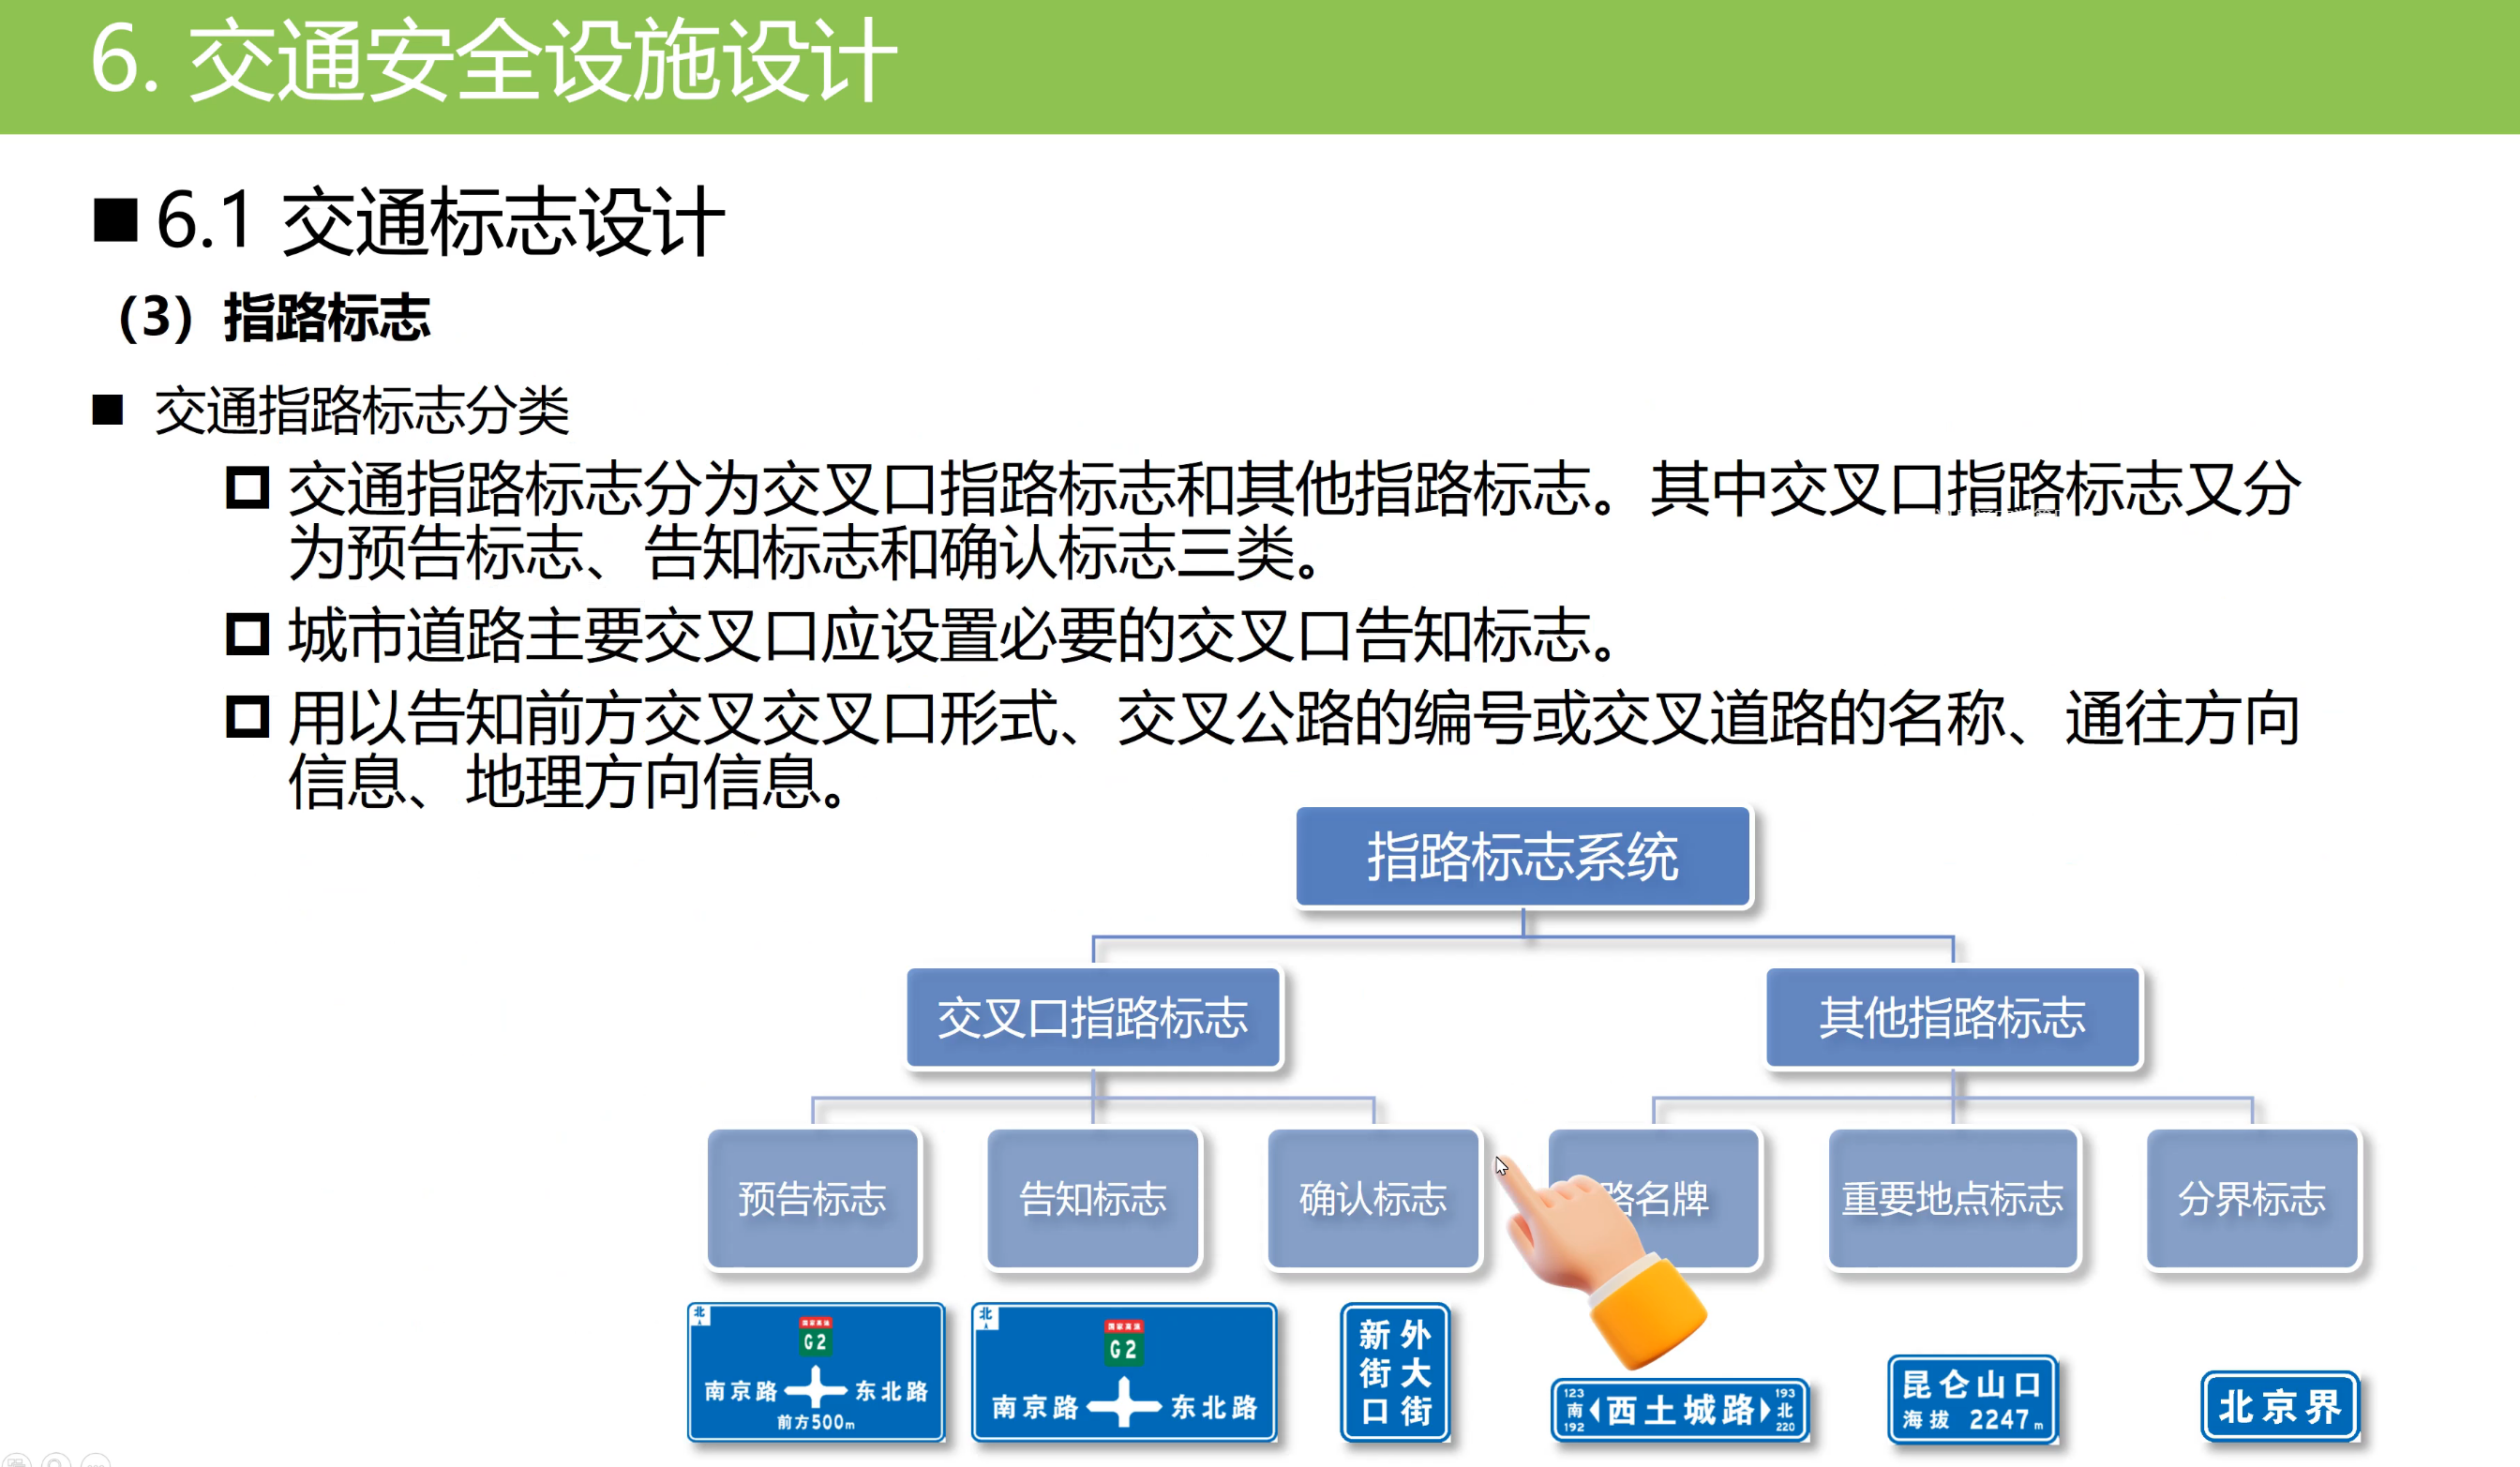 6. 交通安全设施设计
6.1 交通标志设计
（3）指路标志
交通指路标志分类
交通指路标志分为交叉口指路标志和其他指路标志。其中交叉口指路标志又分
为预告标志、告知标志和确认标志三类。
城市道路主要交叉口应设置必要的交叉口告知标志。
用以告知前方交叉交叉口形式、交叉公路的编号或交叉道路的名称、通往方向
信息、地理方向信息。
指路标志系统
交叉口指路标志
其他指路标志
预告标志
告知标志
确认标志
路名牌
重要地点标志
分界标志
北
国家高速
G2
南京路
东北路
前方500m
北
国家高速
G2
南京路
东北路
新街口
外大街
123
南
192
西土城路
193
北
220
昆仑山口
海拔 2247m
北京界